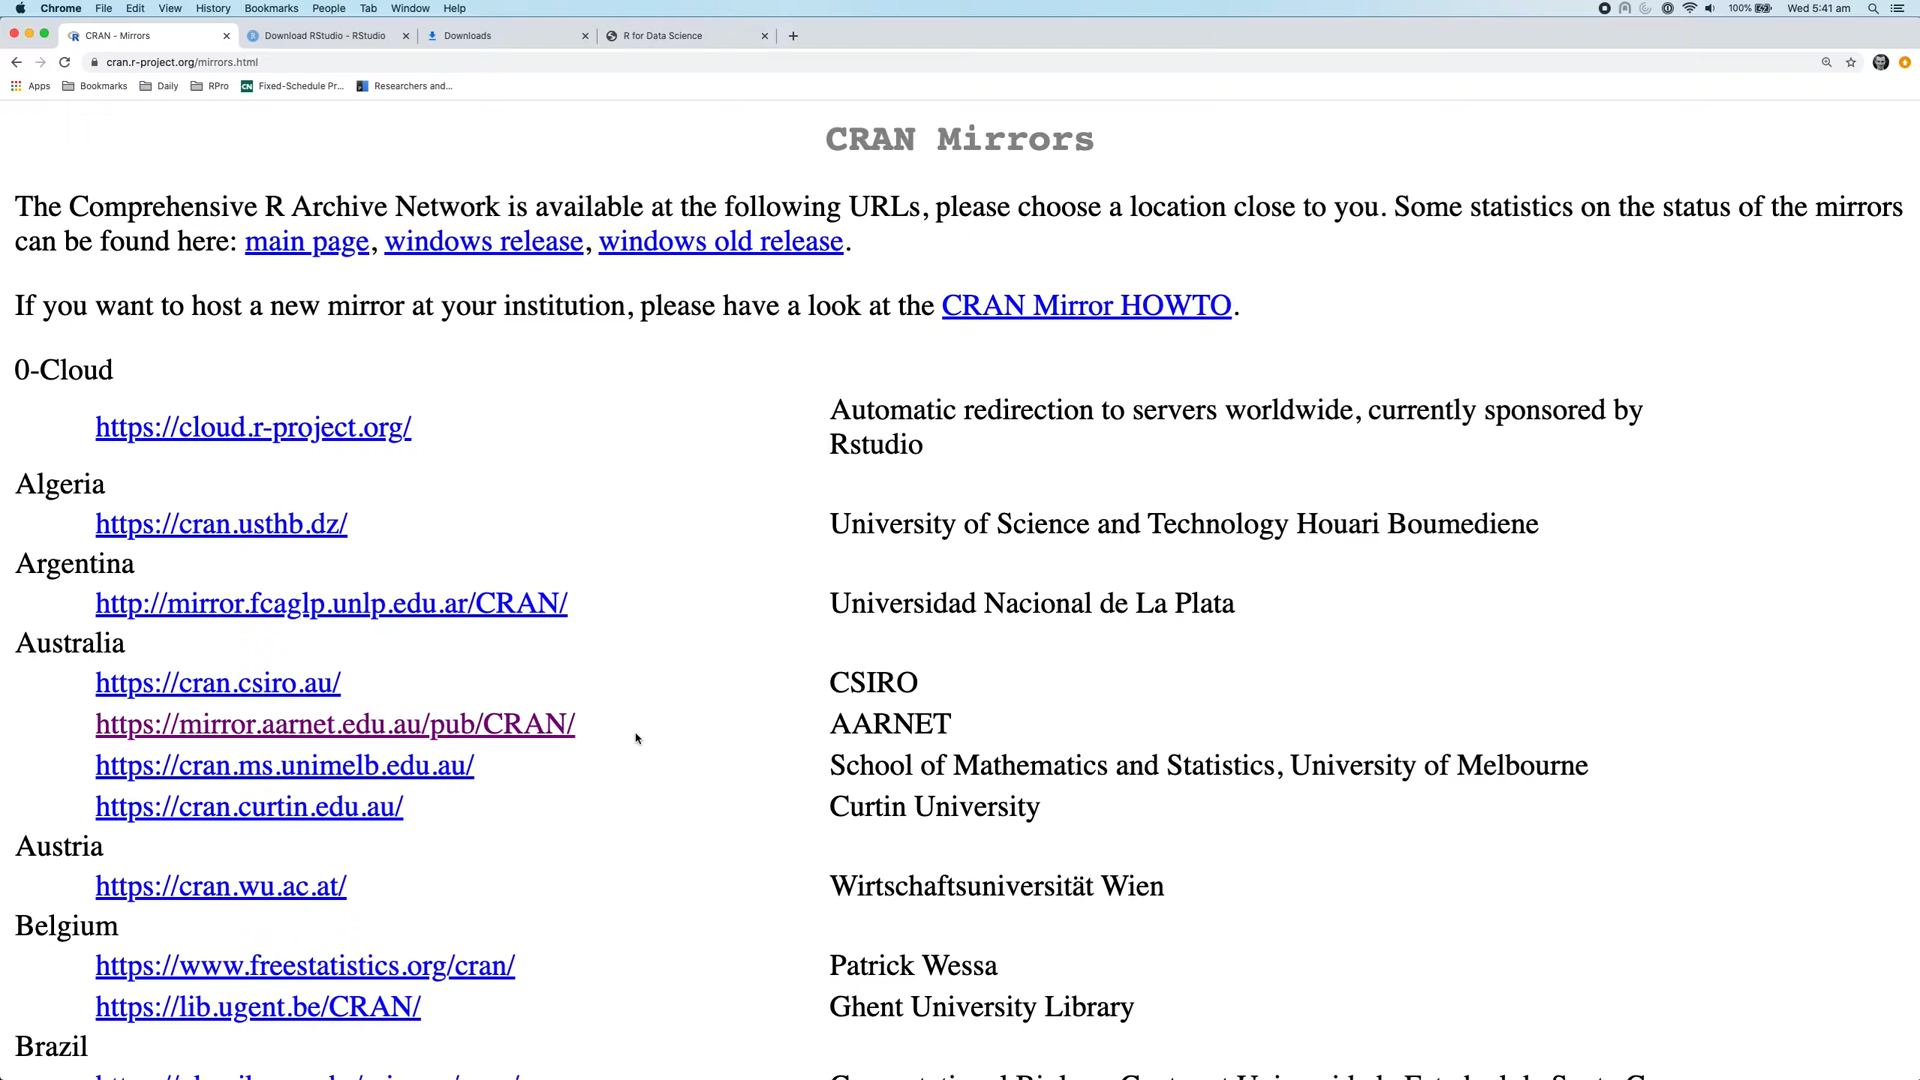 Chrome File Edit View History Bookmarks People Tab Window Help 100% Wed 5:41 am
CRAN - Mirrors Download RStudio - RStudio Downloads R for Data Science
cran.r-project.org/mirrors.html
Apps Bookmarks Daily RPro CN Fixed-Schedule Pr... Researchers and...
CRAN Mirrors
The Comprehensive R Archive Network is available at the following URLs, please choose a location close to you. Some statistics on the status of the mirrors
can be found here: main page, windows release, windows old release.
If you want to host a new mirror at your institution, please have a look at the CRAN Mirror HOWTO.
0-Cloud
https://cloud.r-project.org/ Automatic redirection to servers worldwide, currently sponsored by
Rstudio
Algeria
https://cran.usthb.dz/ University of Science and Technology Houari Boumediene
Argentina
http://mirror.fcaglp.unlp.edu.ar/CRAN/ Universidad Nacional de La Plata
Australia
https://cran.csiro.au/ CSIRO
https://mirror.aarnet.edu.au/pub/CRAN/ AARNET
https://cran.ms.unimelb.edu.au/ School of Mathematics and Statistics, University of Melbourne
https://cran.curtin.edu.au/ Curtin University
Austria
https://cran.wu.ac.at/ Wirtschaftsuniversität Wien
Belgium
https://www.freestatistics.org/cran/ Patrick Wessa
https://lib.ugent.be/CRAN/ Ghent University Library
Brazil